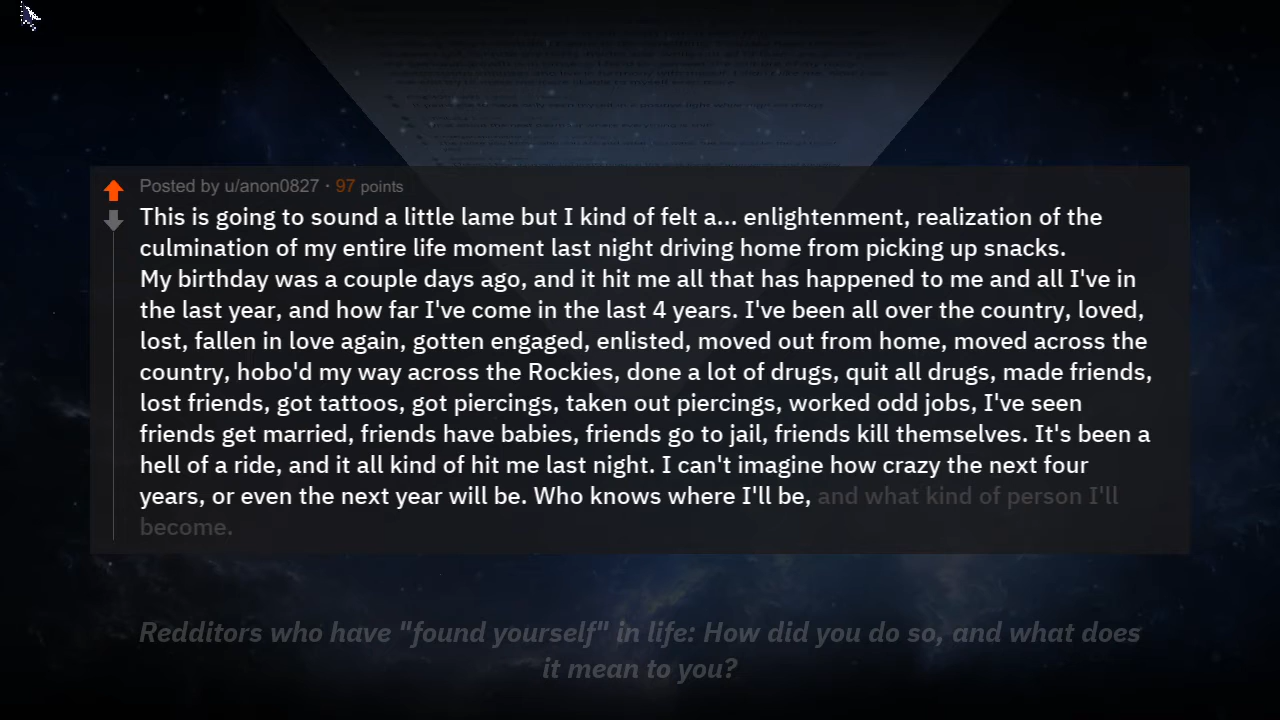 Posted by u/anon0827 · 97 points
This is going to sound a little lame but I kind of felt a... enlightenment, realization of the
culmination of my entire life moment last night driving home from picking up snacks.
My birthday was a couple days ago, and it hit me all that has happened to me and all I've in
the last year, and how far I've come in the last 4 years. I've been all over the country, loved,
lost, fallen in love again, gotten engaged, enlisted, moved out from home, moved across the
country, hobo'd my way across the Rockies, done a lot of drugs, quit all drugs, made friends,
lost friends, got tattoos, got piercings, taken out piercings, worked odd jobs, I've seen
friends get married, friends have babies, friends go to jail, friends kill themselves. It's been a
hell of a ride, and it all kind of hit me last night. I can't imagine how crazy the next four
years, or even the next year will be. Who knows where I'll be, and what kind of person I'll
become.
Redditors who have "found yourself" in life: How did you do so, and what does
it mean to you?